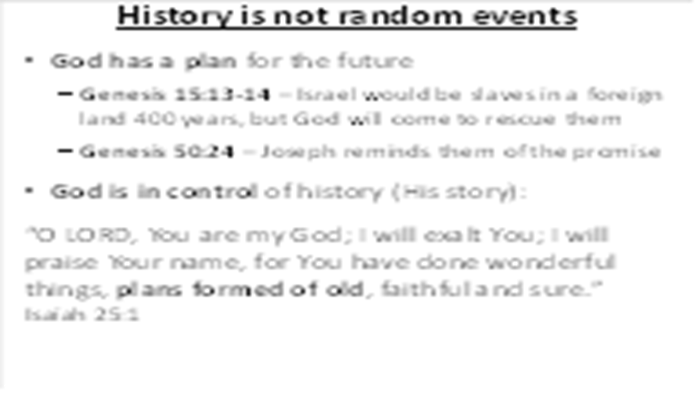 History is not random events
• God has a plan for the future
– Genesis 15:13-14 – Israel would be slaves in a foreign
land 400 years, but God will come to rescue them
– Genesis 50:24 – Joseph reminds them of the promise
• God is in control of history (His story):
"O LORD, You are my God; I will exalt You; I will
praise Your name, for You have done wonderful
things, plans formed of old, faithful and sure."
Isaiah 25:1